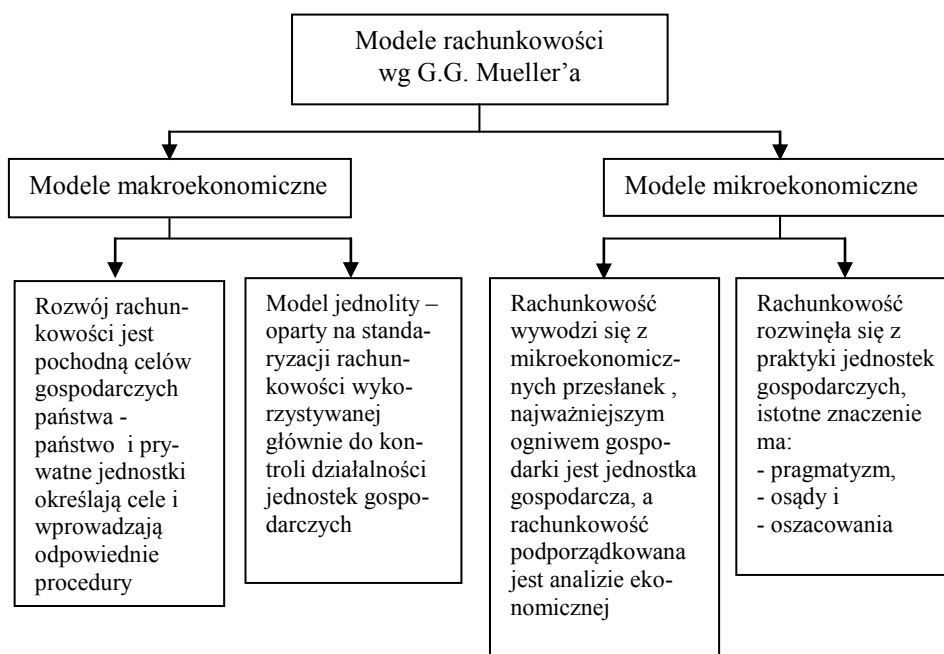 Modele rachunkowości
wg G.G. Mueller’a
Modele makroekonomiczne
Modele mikroekonomiczne
Rozwój rachun-
kowości jest
pochodną celów
gospodarczych
państwa -
państwo i pry-
watne jednostki
określają cele i
wprowadzają
odpowiednie
procedury
Model jednolity –
oparty na standa-
ryzacji rachun-
kowości wyko-
rzystywanej
głównie do kon-
troli działalności
jednostek gospo-
darczych
Rachunkowość
wywodzi się z
mikroekonomicz-
nych przesłanek ,
najważniejszym
ogniwem gospo-
darki jest jednostka
gospodarcza, a
rachunkowość
podporządkowana
jest analizie eko-
nomicznej
Rachunkowość
rozwinęła się z
praktyki jednostek
gospodarczych,
istotne znaczenie
ma:
- pragmatyzm,
- osądy i
- oszacowania